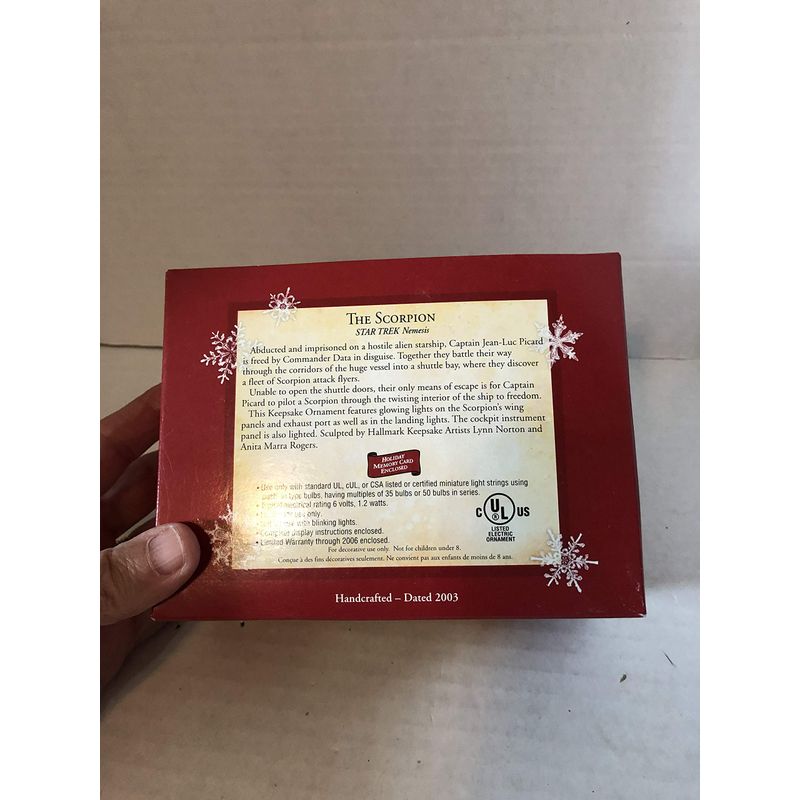 THE SCORPION
STAR TREK Nemesis
Abducted and imprisoned on a hostile alien starship, Captain Jean-Luc Picard
is freed by Commander Data in disguise. Together they battle their way
through the corridors of the huge vessel into a shuttle bay, where they discover
a fleet of Scorpion attack flyers.
Unable to open the shuttle doors, their only means of escape is for Captain
Picard to pilot a Scorpion through the twisting interior of the ship to freedom.
This Keepsake Ornament features glowing lights on the Scorpion's wing
panels and exhaust port as well as in the landing lights. The cockpit instrument
panel is also lighted. Sculpted by Hallmark Keepsake Artists Lynn Norton and
Anita Marra Rogers.
HOLIDAY
MEMORY CARD
ENCLOSED
• Use only with standard UL, cUL, or CSA listed or certified miniature light strings using
type bulbs, having multiples of 35 bulbs or 50 bulbs in series.
electrical rating 6 volts, 1.2 watts.
use only.
with blinking lights.
• display instructions enclosed.
• Limited Warranty through 2006 enclosed.
C UL US
®
LISTED
ELECTRIC
ORNAMENT
For decorative use only. Not for children under 8.
Conçue à des fins décoratives seulement. Ne convient pas aux enfants de moins de 8 ans.
Handcrafted – Dated 2003